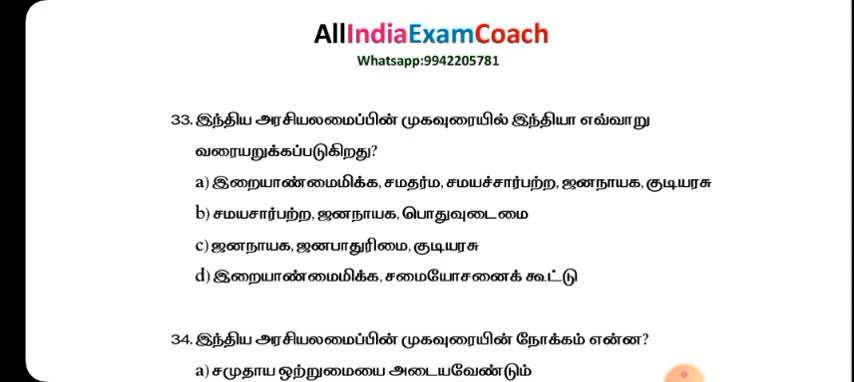 AllIndiaExamCoach
Whatsapp:9942205781
33. இந்திய அரசியலமைப்பின் முகவுரையில் இந்தியா எவ்வாறு
வரையறுக்கப்படுகிறது?
a) இறையாண்மைமிக்க, சமதர்ம, சமயச்சார்பற்ற, ஜனநாயக, குடியரசு
b) சமயசார்பற்ற, ஜனநாயக, பொதுவுடைமை
c) ஜனநாயக, ஜனபாதுரிமை, குடியரசு
d) இறையாண்மைமிக்க, சமையோசனைக் கூட்டு
34. இந்திய அரசியலமைப்பின் முகவுரையின் நோக்கம் என்ன?
a) சமுதாய ஒற்றுமையை அடையவேண்டும்